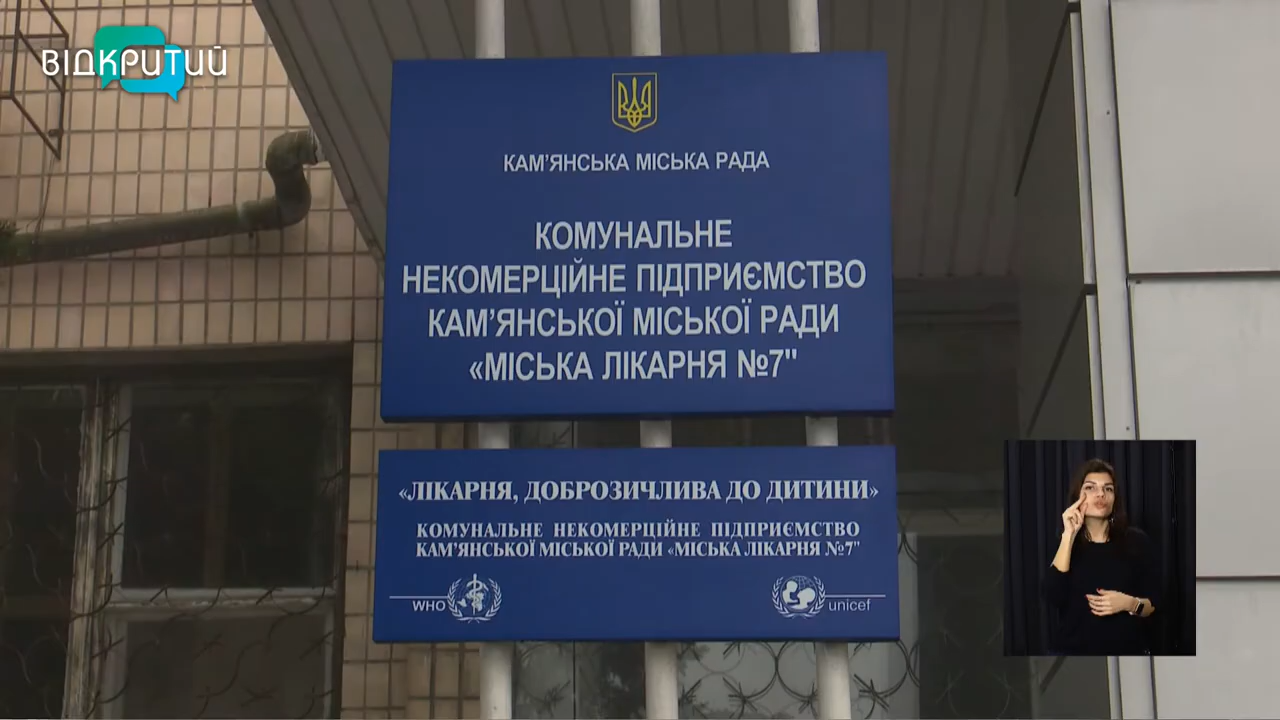 ВІДКРИТИЙ
КАМ'ЯНСЬКА МІСЬКА РАДА
КОМУНАЛЬНЕ
НЕКОМЕРЦІЙНЕ ПІДПРИЄМСТВО
КАМ'ЯНСЬКОЇ МІСЬКОЇ РАДИ
«МІСЬКА ЛІКАРНЯ №7"
«ЛІКАРНЯ, ДОБРОЗИЧЛИВА ДО ДИТИНИ»
КОМУНАЛЬНЕ НЕКОМЕРЦІЙНЕ ПІДПРИЄМСТВО
КАМ'ЯНСЬКОЇ МІСЬКОЇ РАДИ «МІСЬКА ЛІКАРНЯ №7"
WHO
unicef